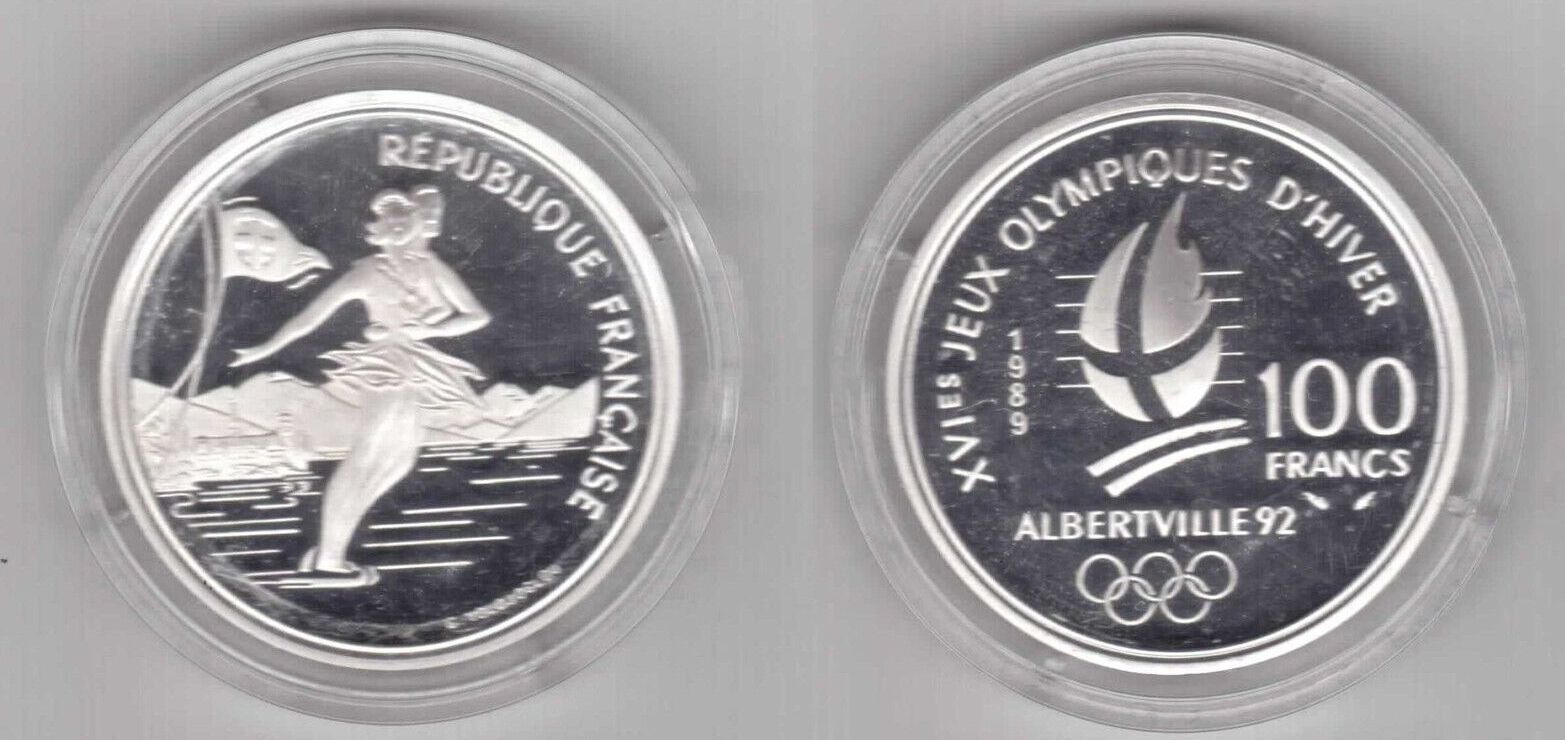 RÉPUBLIQUE FRANÇAISE
XVIES JEUX OLYMPIQUES D'HIVER
1989
100
FRANCS
ALBERTVILLE 92